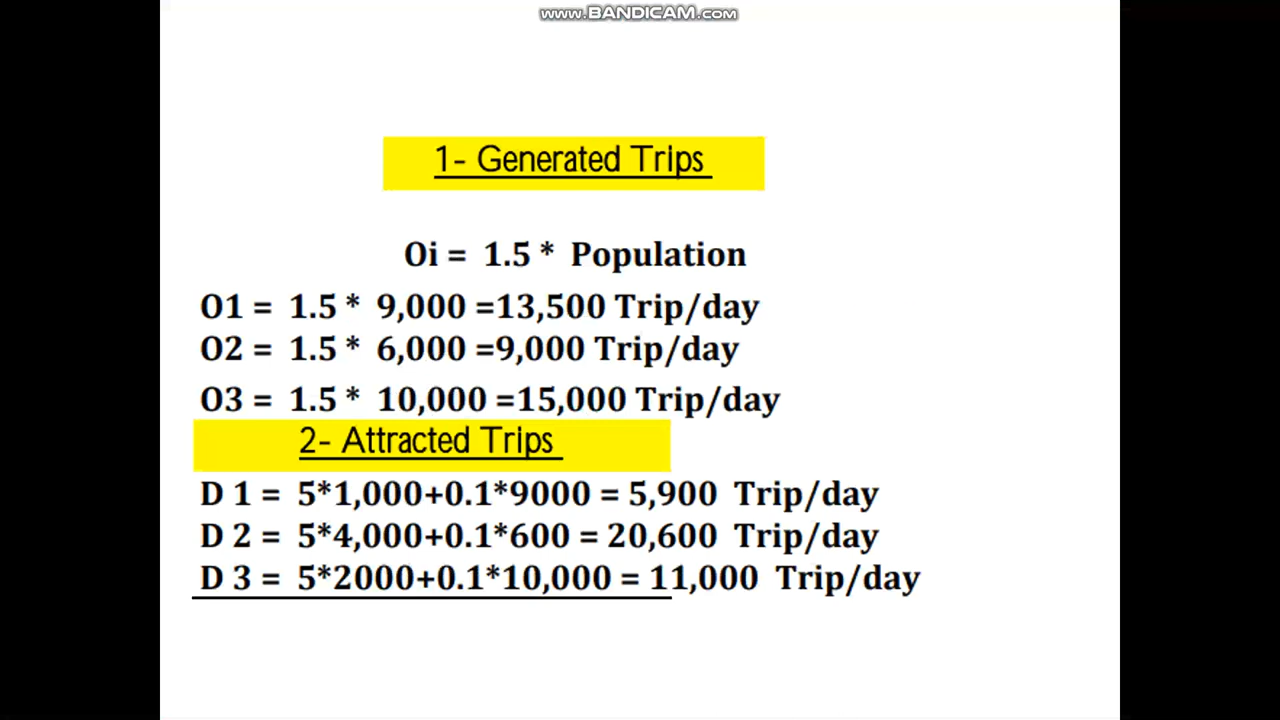 www.BANDICAM.com
1- Generated Trips
Oi = 1.5 * Population
O1 = 1.5 * 9,000 =13,500 Trip/day
O2 = 1.5 * 6,000 =9,000 Trip/day
O3 = 1.5 * 10,000 =15,000 Trip/day
2- Attracted Trips
D 1 = 5*1,000+0.1*9000 = 5,900 Trip/day
D 2 = 5*4,000+0.1*600 = 20,600 Trip/day
D 3 = 5*2000+0.1*10,000 = 11,000 Trip/day